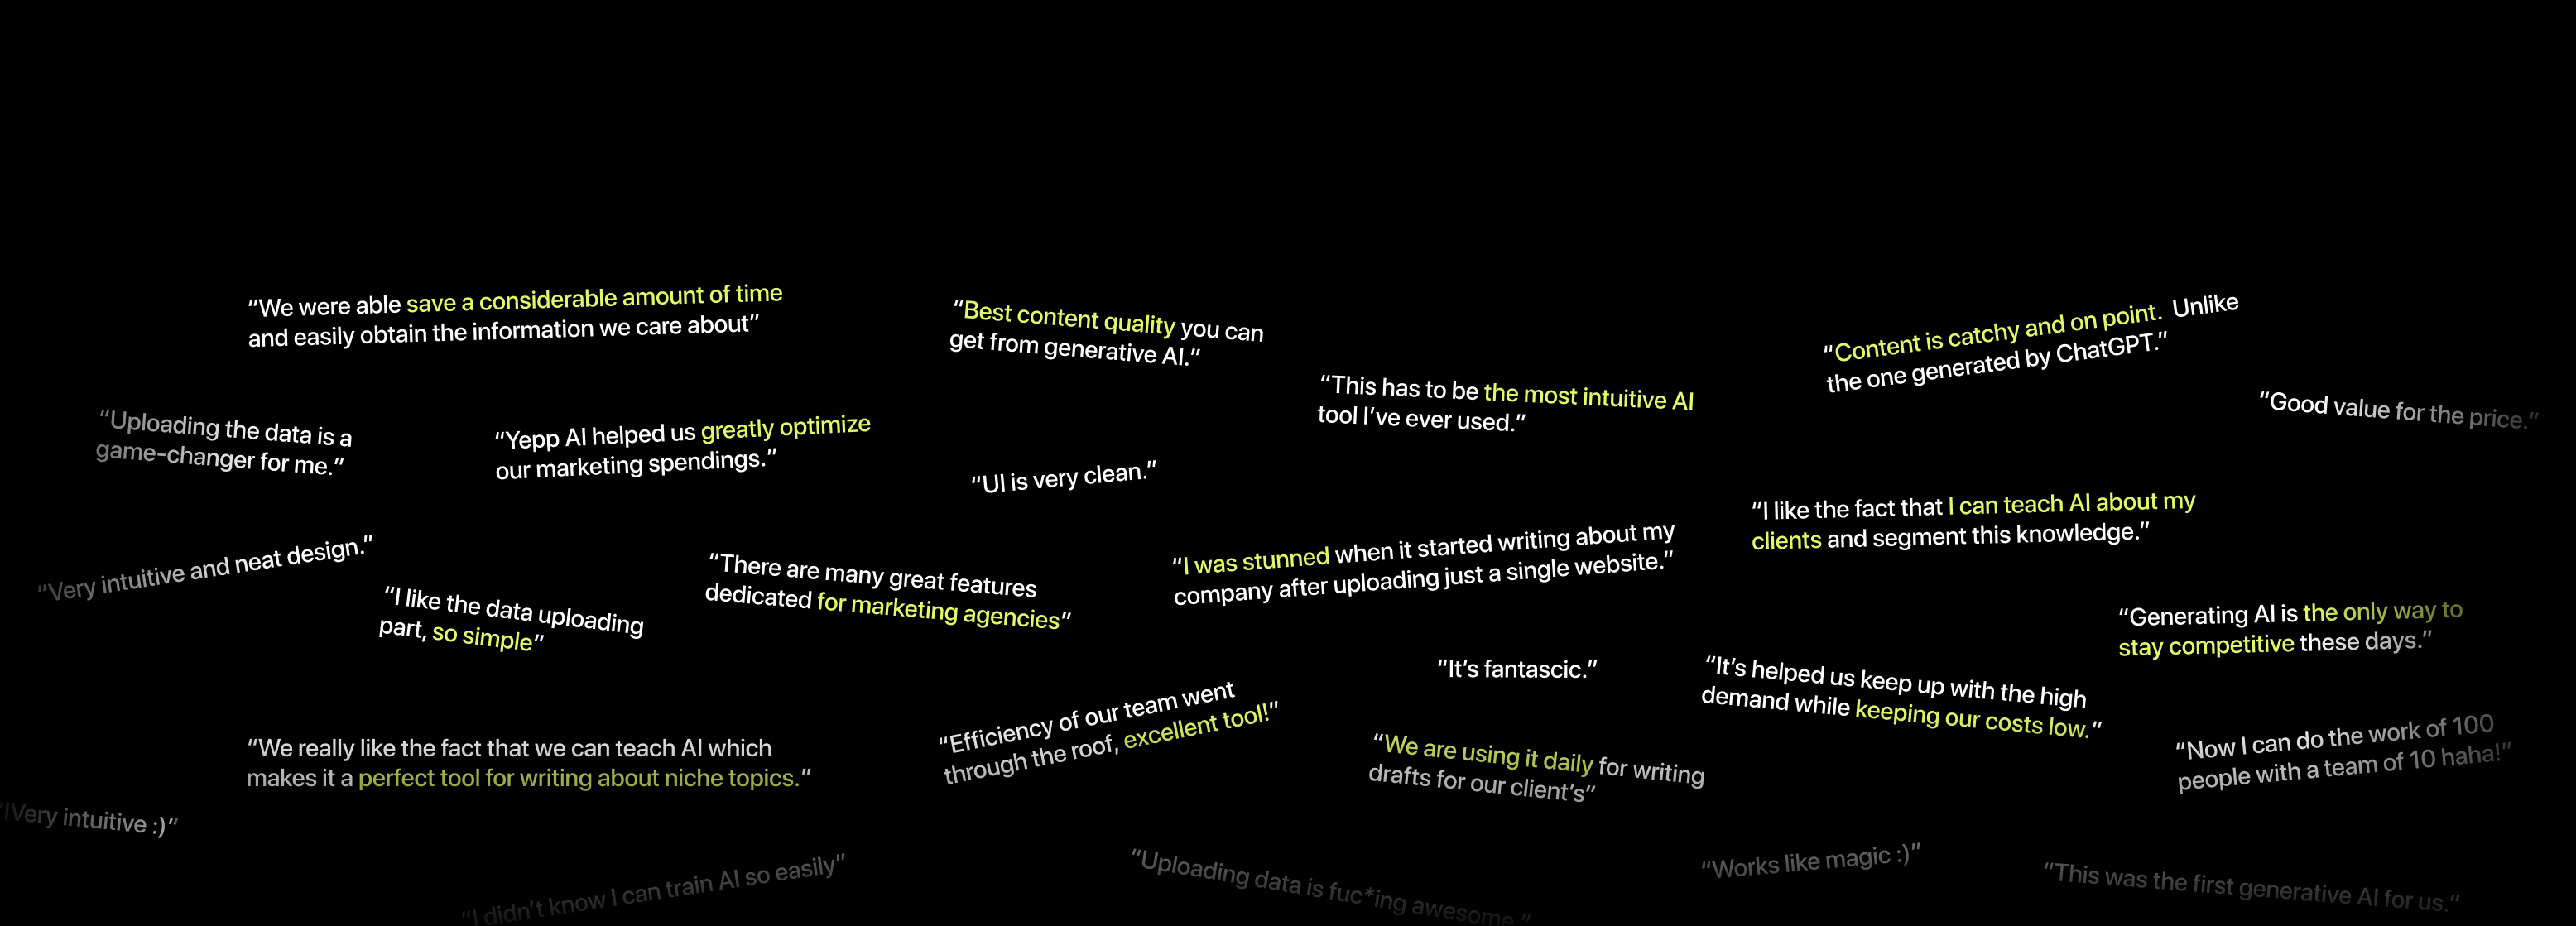 “We were able save a considerable amount of time
and easily obtain the information we care about”
“Best content quality you can
get from generative AI.”
“Content is catchy and on point. Unlike
the one generated by ChatGPT.”
“This has to be the most intuitive AI
tool I’ve ever used.”
“Good value for the price.”
“Uploading the data is a
game-changer for me.”
“Yepp AI helped us greatly optimize
our marketing spendings.”
“UI is very clean.”
“I like the fact that I can teach AI about my
clients and segment this knowledge.”
“Very intuitive and neat design.”
“I like the data uploading
part, so simple”
“There are many great features
dedicated for marketing agencies”
“I was stunned when it started writing about my
company after uploading just a single website.”
“Generating AI is the only way to
stay competitive these days.”
“It’s fantascic.”
“It’s helped us keep up with the high
demand while keeping our costs low.”
“Efficiency of our team went
through the roof, excellent tool!”
“We really like the fact that we can teach AI which
makes it a perfect tool for writing about niche topics.”
“We are using it daily for writing
drafts for our client’s”
“Now I can do the work of 100
people with a team of 10 haha!”
“IVery intuitive :)”
“I didn’t know I can train AI so easily”
“Uploading data is fuc*ing awesome.”
“Works like magic :)”
“This was the first generative AI for us.”